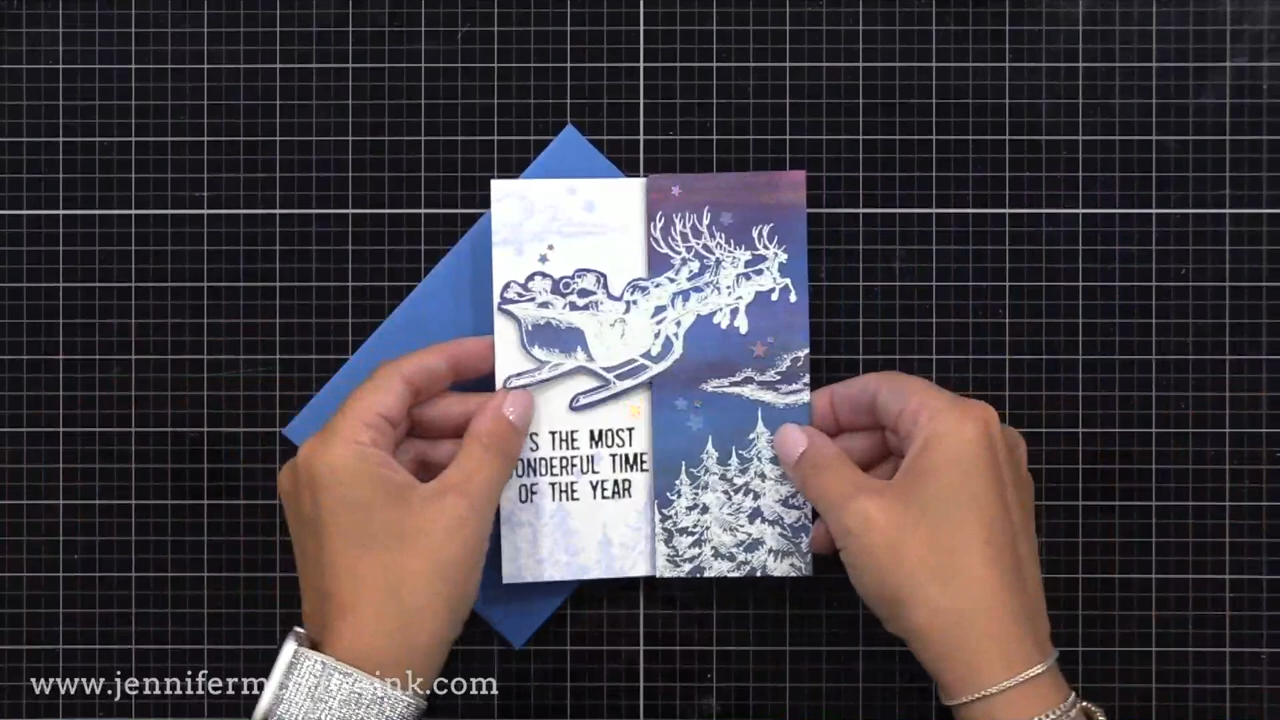 'S THE MOST
ONDERFUL TIME
OF THE YEAR
www.jenniferm
ink.com